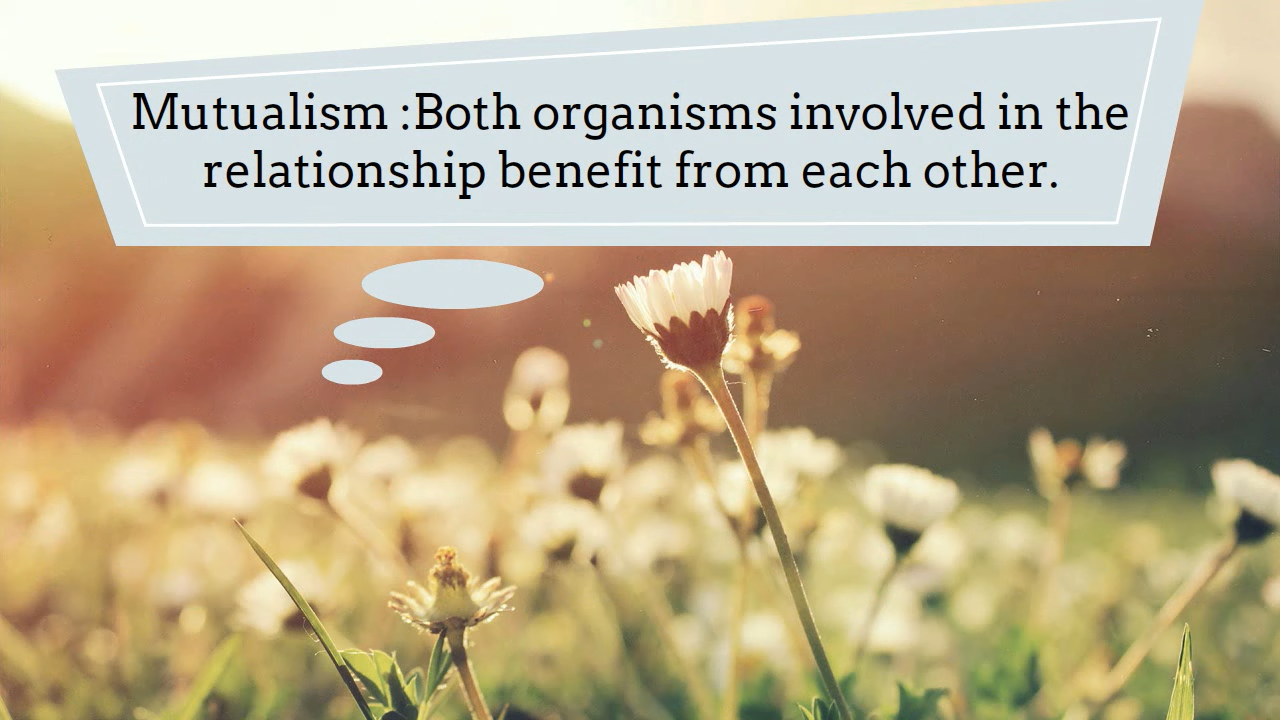 Mutualism :Both organisms involved in the
relationship benefit from each other.